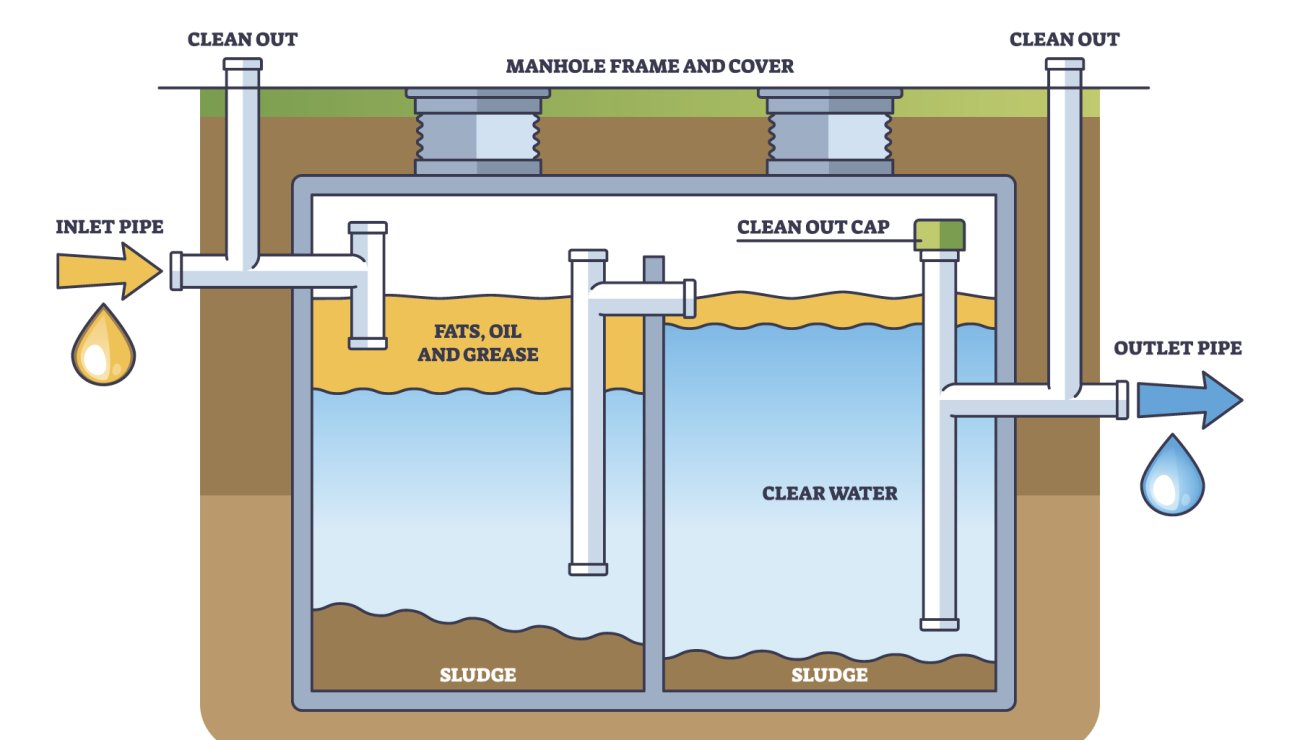 CLEAN OUT
CLEAN OUT
MANHOLE FRAME AND COVER
INLET PIPE
CLEAN OUT CAP
FATS, OIL
AND GREASE
OUTLET PIPE
CLEAR WATER
SLUDGE
SLUDGE